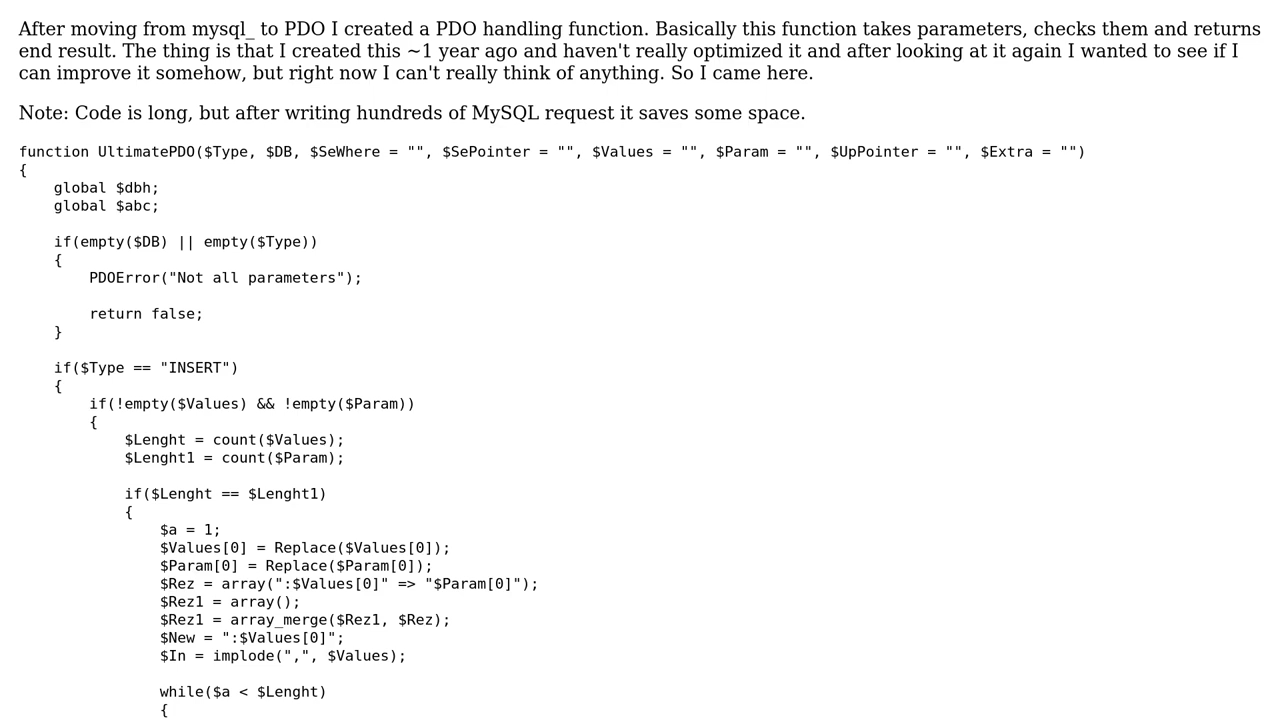 After moving from mysql_ to PDO I created a PDO handling function. Basically this function takes parameters, checks them and returns
end result. The thing is that I created this ~1 year ago and haven't really optimized it and after looking at it again I wanted to see if I
can improve it somehow, but right now I can't really think of anything. So I came here.
Note: Code is long, but after writing hundreds of MySQL request it saves some space.
function UltimatePDO($Type, $DB, $SeWhere = "", $SePointer = "", $Values = "", $Param = "", $UpPointer = "", $Extra = "")
{
    global $dbh;
    global $abc;
    if(empty($DB) || empty($Type))
    {
        PDOError("Not all parameters");
        return false;
    }
    if($Type == "INSERT")
    {
        if(!empty($Values) && !empty($Param))
        {
            $Lenght = count($Values);
            $Lenght1 = count($Param);
            if($Lenght == $Lenght1)
            {
                $a = 1;
                $Values[0] = Replace($Values[0]);
                $Param[0] = Replace($Param[0]);
                $Rez = array(":$Values[0]" => "$Param[0]");
                $Rez1 = array();
                $Rez1 = array_merge($Rez1, $Rez);
                $New = ":$Values[0]";
                $In = implode(",", $Values);
                while($a < $Lenght)
                {